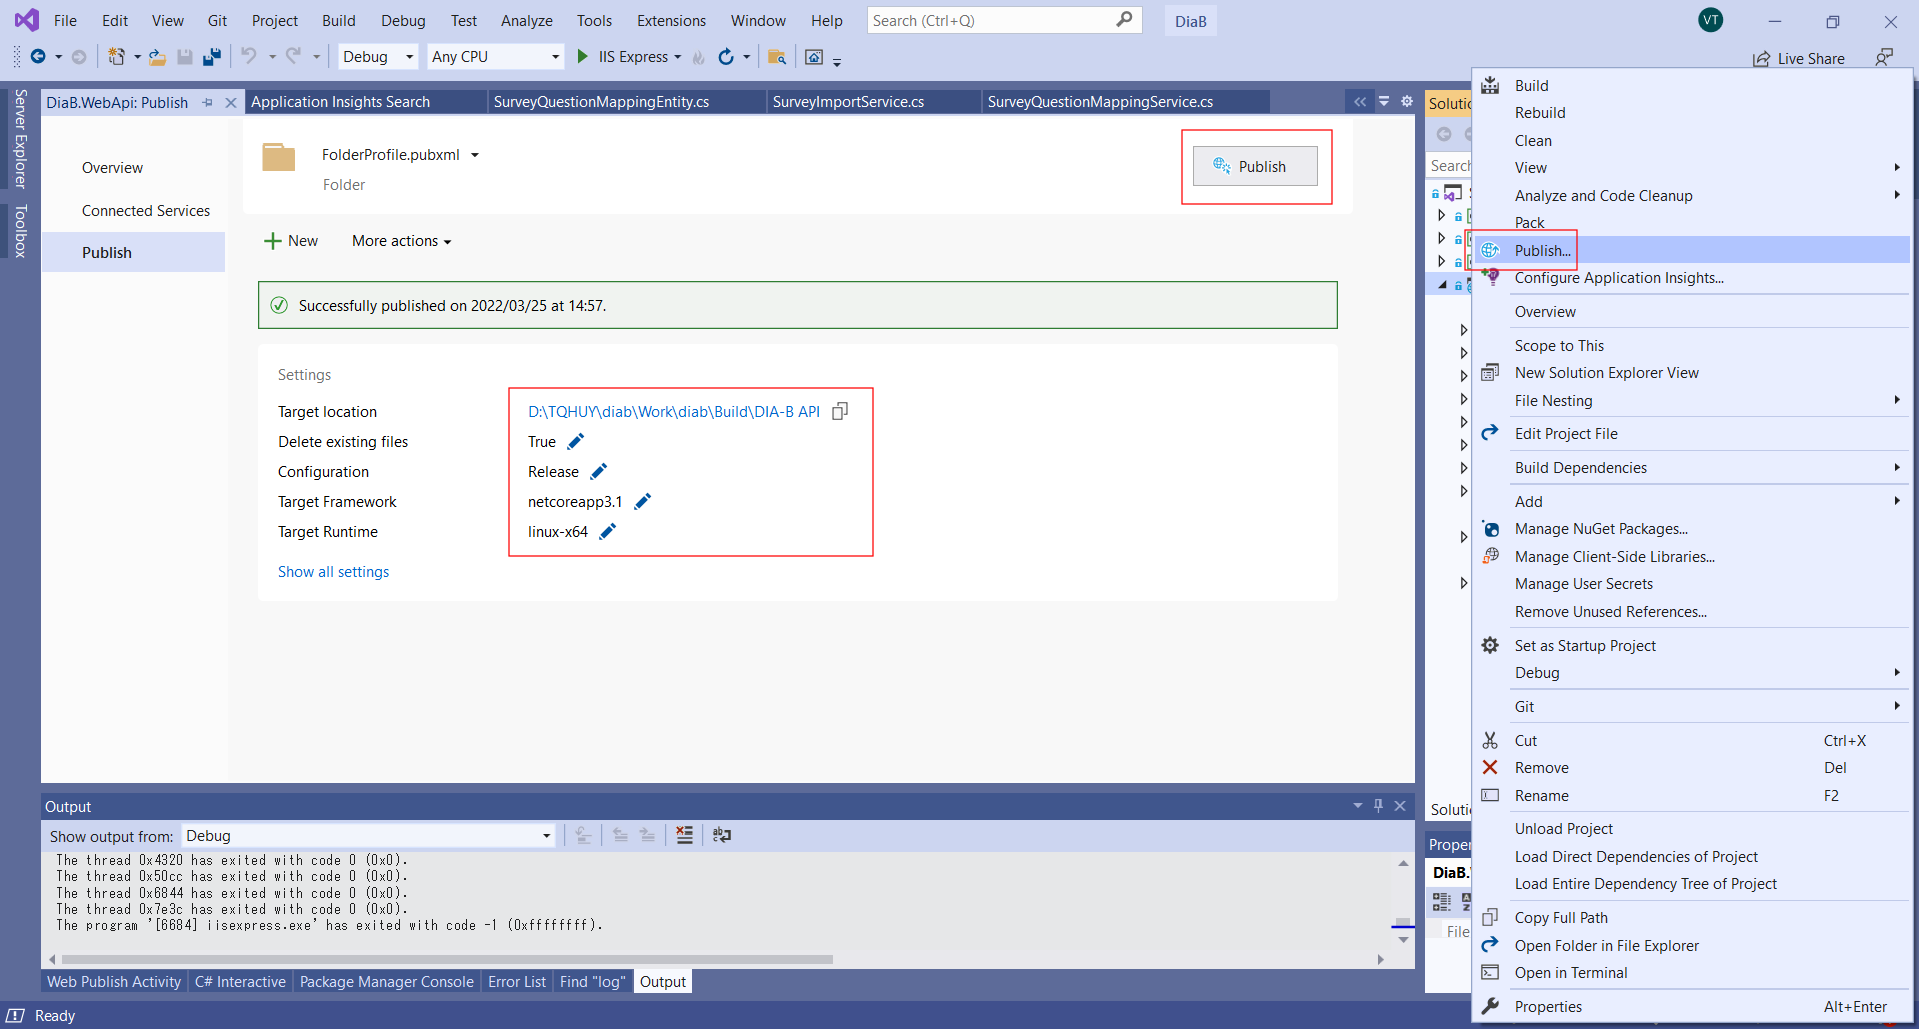 File Edit View Git Project Build Debug Test Analyze Tools Extensions Window Help Search (Ctrl+Q) DiaB VT
Debug Any CPU IIS Express Live Share
Server Explorer
Toolbox
DiaB.WebApi: Publish Application Insights Search SurveyQuestionMappingEntity.cs SurveyImportService.cs SurveyQuestionMappingService.cs
Overview
Connected Services
Publish
FolderProfile.pubxml
Folder
Publish
New More actions
Successfully published on 2022/03/25 at 14:57.
Settings
Target location D:\TQHUY\diab\Work\diab\Build\DIA-B API
Delete existing files True
Configuration Release
Target Framework netcoreapp3.1
Target Runtime linux-x64
Show all settings
Output
Show output from: Debug
The thread 0x4320 has exited with code 0 (0x0).
The thread 0x50cc has exited with code 0 (0x0).
The thread 0x6844 has exited with code 0 (0x0).
The thread 0x7e3c has exited with code 0 (0x0).
The program '[6684] iisexpress.exe' has exited with code -1 (0xffffffff).
Web Publish Activity C# Interactive Package Manager Console Error List Find "log" Output
Ready
Solutio
Search
Solutio
Proper
DiaB.
File
Build
Rebuild
Clean
View
Analyze and Code Cleanup
Pack
Publish...
Configure Application Insights...
Overview
Scope to This
New Solution Explorer View
File Nesting
Edit Project File
Build Dependencies
Add
Manage NuGet Packages...
Manage Client-Side Libraries...
Manage User Secrets
Remove Unused References...
Set as Startup Project
Debug
Git
Cut Ctrl+X
Remove Del
Rename F2
Unload Project
Load Direct Dependencies of Project
Load Entire Dependency Tree of Project
Copy Full Path
Open Folder in File Explorer
Open in Terminal
Properties Alt+Enter